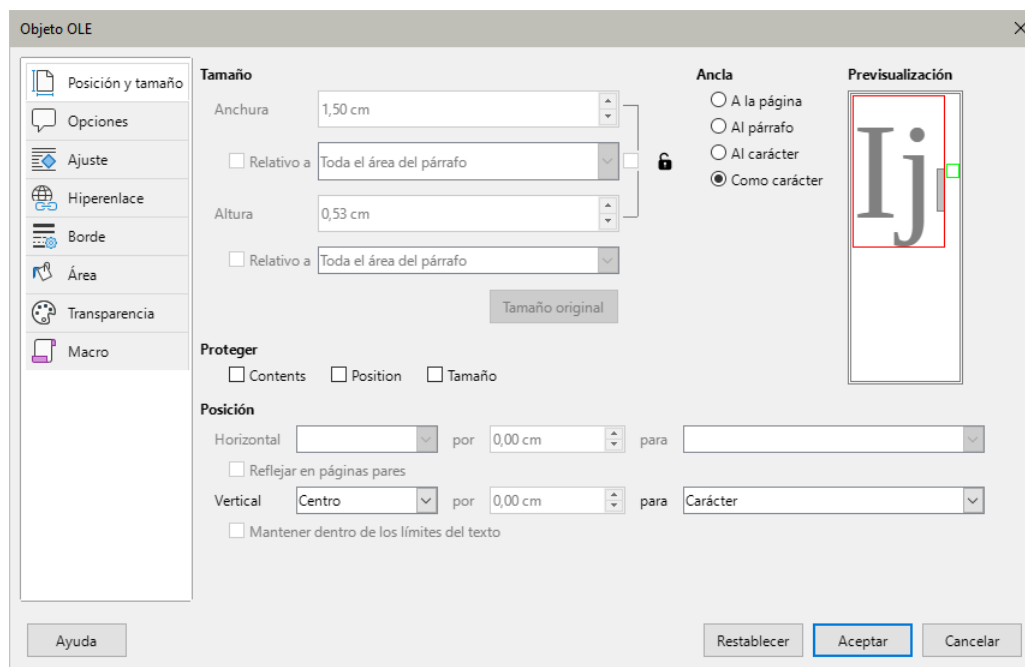 Objeto OLE
Posición y tamaño
Opciones
Ajuste
Hiperenlace
Borde
Área
Transparencia
Macro
Tamaño
Anchura 1,50 cm
Relativo a Toda el área del párrafo
Altura 0,53 cm
Relativo a Toda el área del párrafo
Tamaño original
Ancla
A la página
Al párrafo
Al carácter
Como carácter
Previsualización
Ij
Proteger
Contents Position Tamaño
Posición
Horizontal por 0,00 cm para
Reflejar en páginas pares
Vertical Centro por 0,00 cm para Carácter
Mantener dentro de los límites del texto
Ayuda Restablecer Aceptar Cancelar